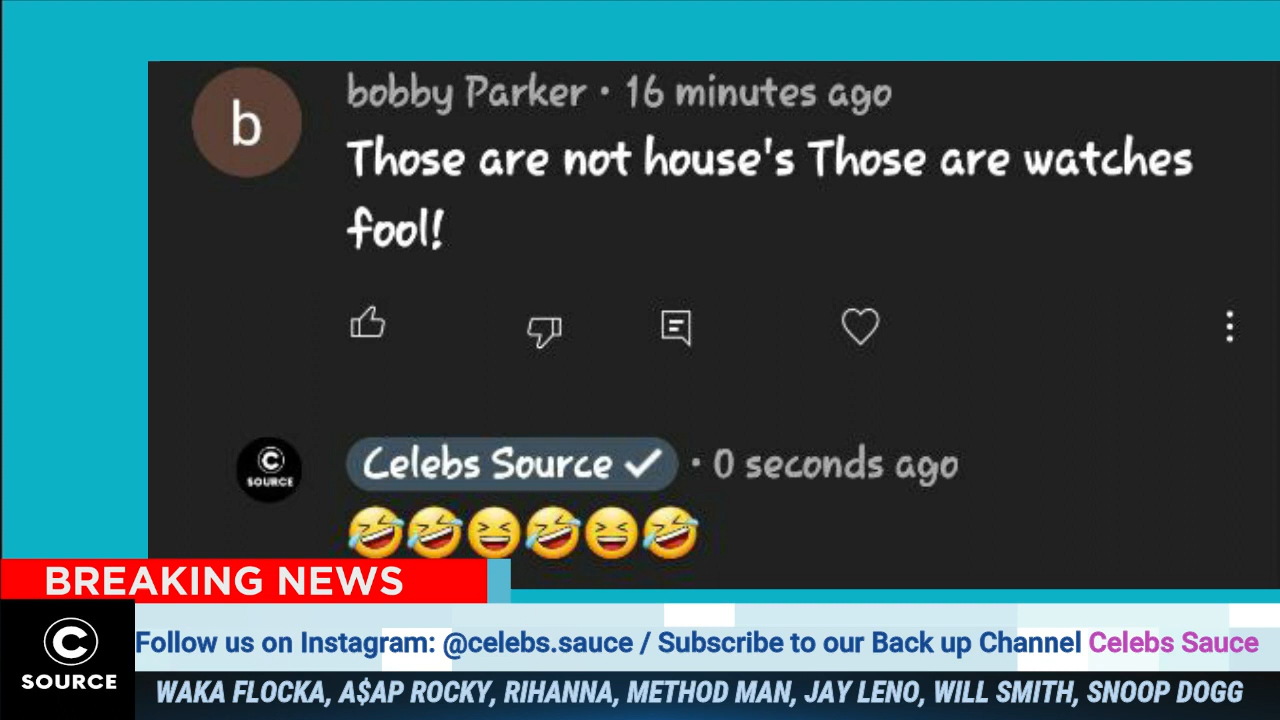 b
bobby Parker • 16 minutes ago
Those are not house's Those are watches
fool!
C
SOURCE
Celebs Source ✓ • 0 seconds ago
🤣🤣😆🤣😆🤣
BREAKING NEWS
C
SOURCE
Follow us on Instagram: @celebs.sauce / Subscribe to our Back up Channel Celebs Sauce
WAKA FLOCKA, A$AP ROCKY, RIHANNA, METHOD MAN, JAY LENO, WILL SMITH, SNOOP DOGG